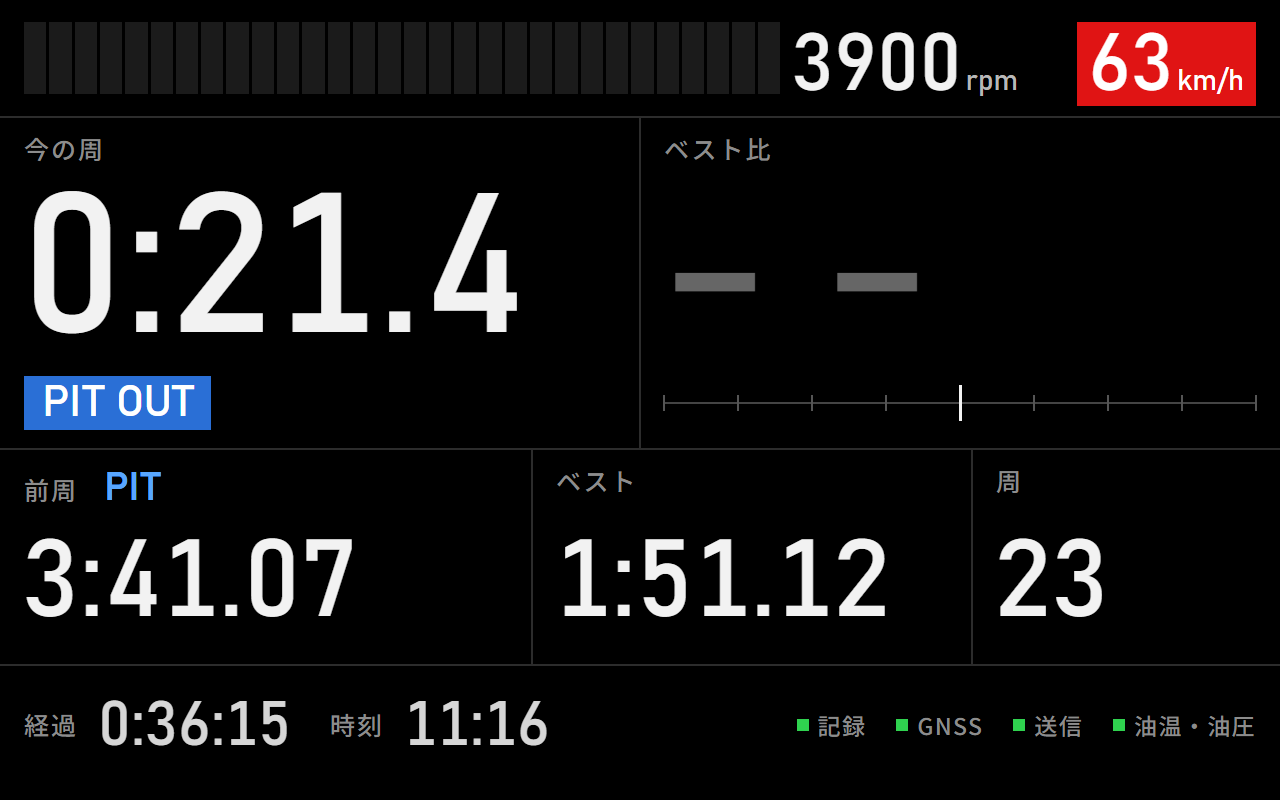 3900 rpm 63 km/h
今の周 ベスト比
0:21.4 — —
PIT OUT
前周 PIT ベスト 周
3:41.07 1:51.12 23
経過 0:36:15 時刻 11:16 記録 GNSS 送信 油温・油圧